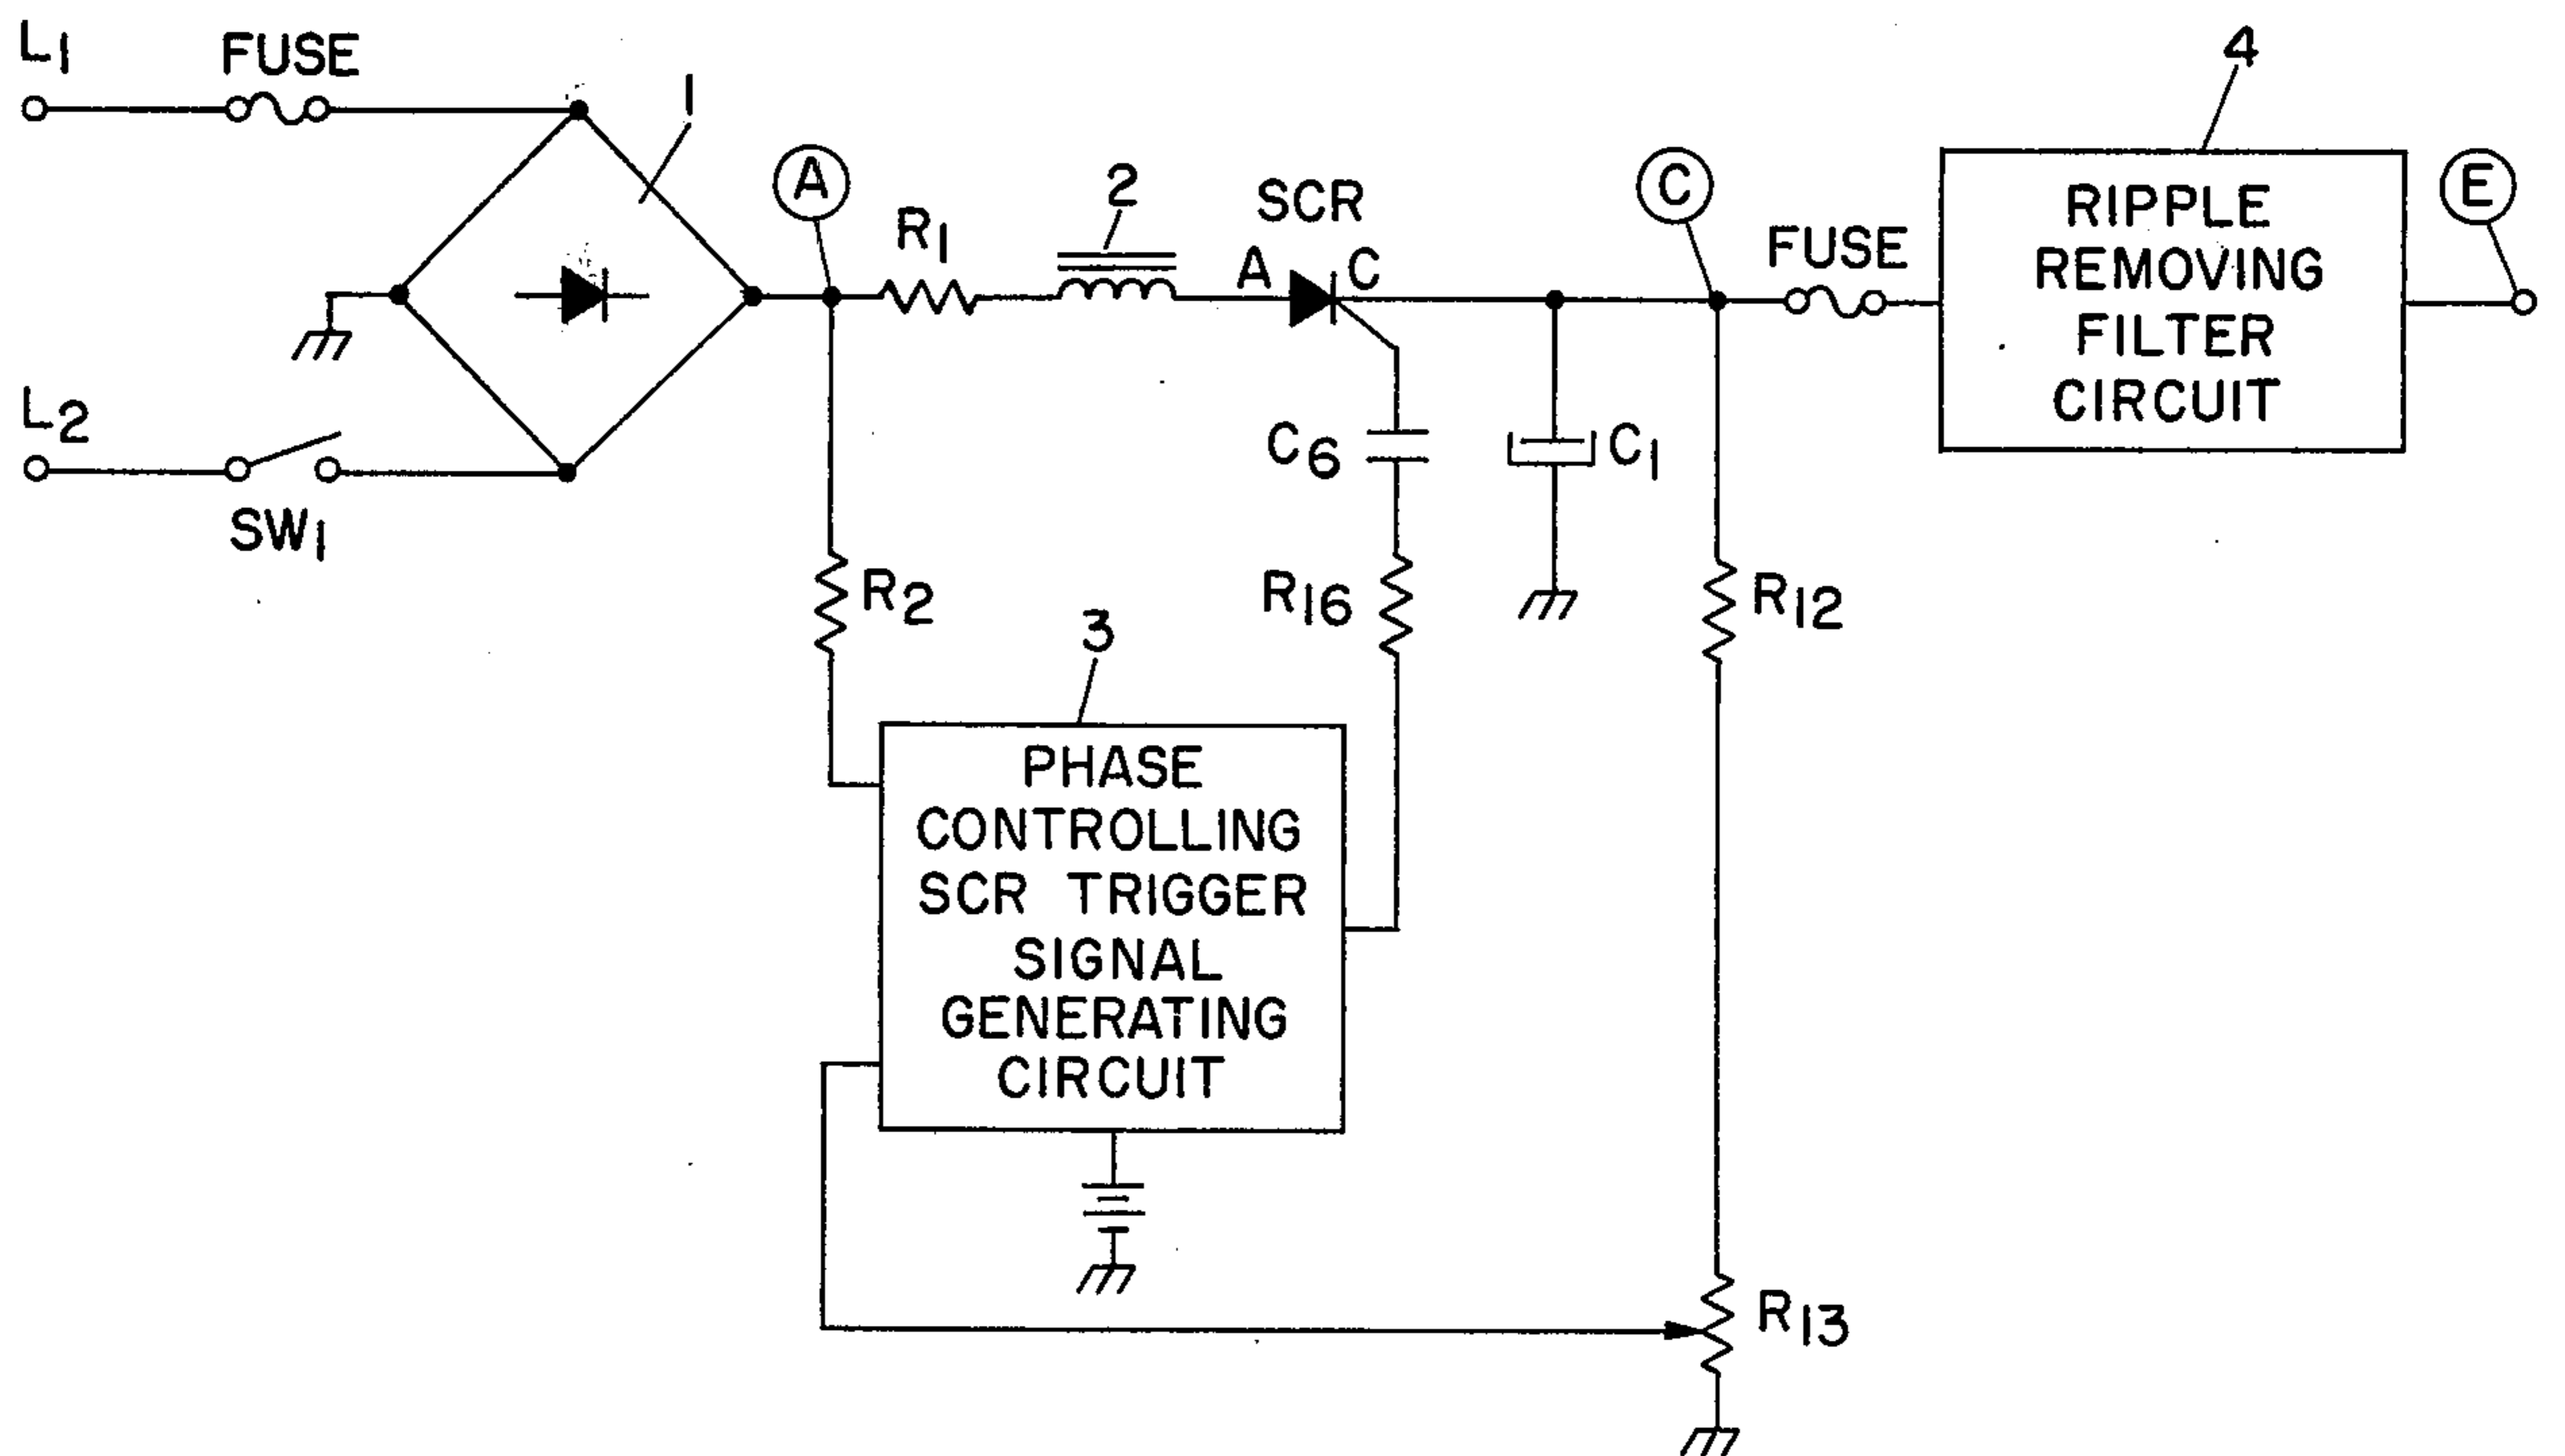 L1
FUSE
1
A
R1
2
SCR
A
C
C
FUSE
4
RIPPLE
REMOVING
FILTER
CIRCUIT
E
L2
SW1
R2
C6
C1
R16
R12
3
PHASE
CONTROLLING
SCR TRIGGER
SIGNAL
GENERATING
CIRCUIT
R13